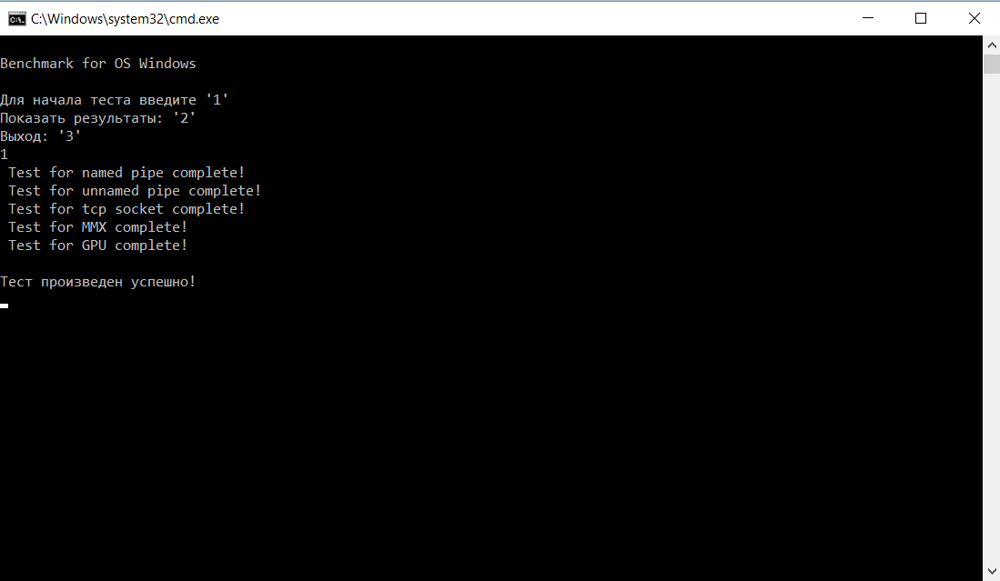 C:\Windows\system32\cmd.exe
Benchmark for OS Windows
Для начала теста введите '1'
Показать результаты: '2'
Выход: '3'
1
Test for named pipe complete!
Test for unnamed pipe complete!
Test for tcp socket complete!
Test for MMX complete!
Test for GPU complete!
Тест произведен успешно!